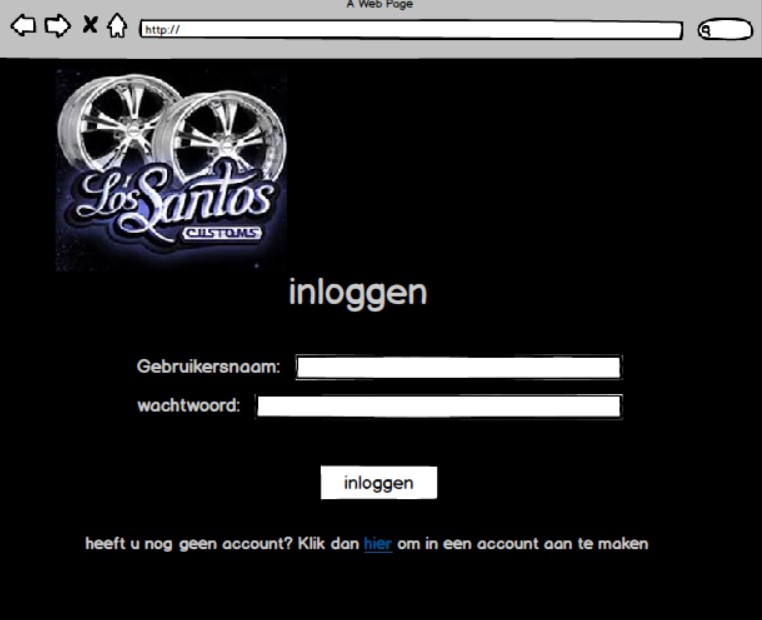 A Web Page
http://
Los Santos
CUSTOMS
inloggen
Gebruikersnaam:
wachtwoord:
inloggen
heeft u nog geen account? Klik dan hier om in een account aan te maken